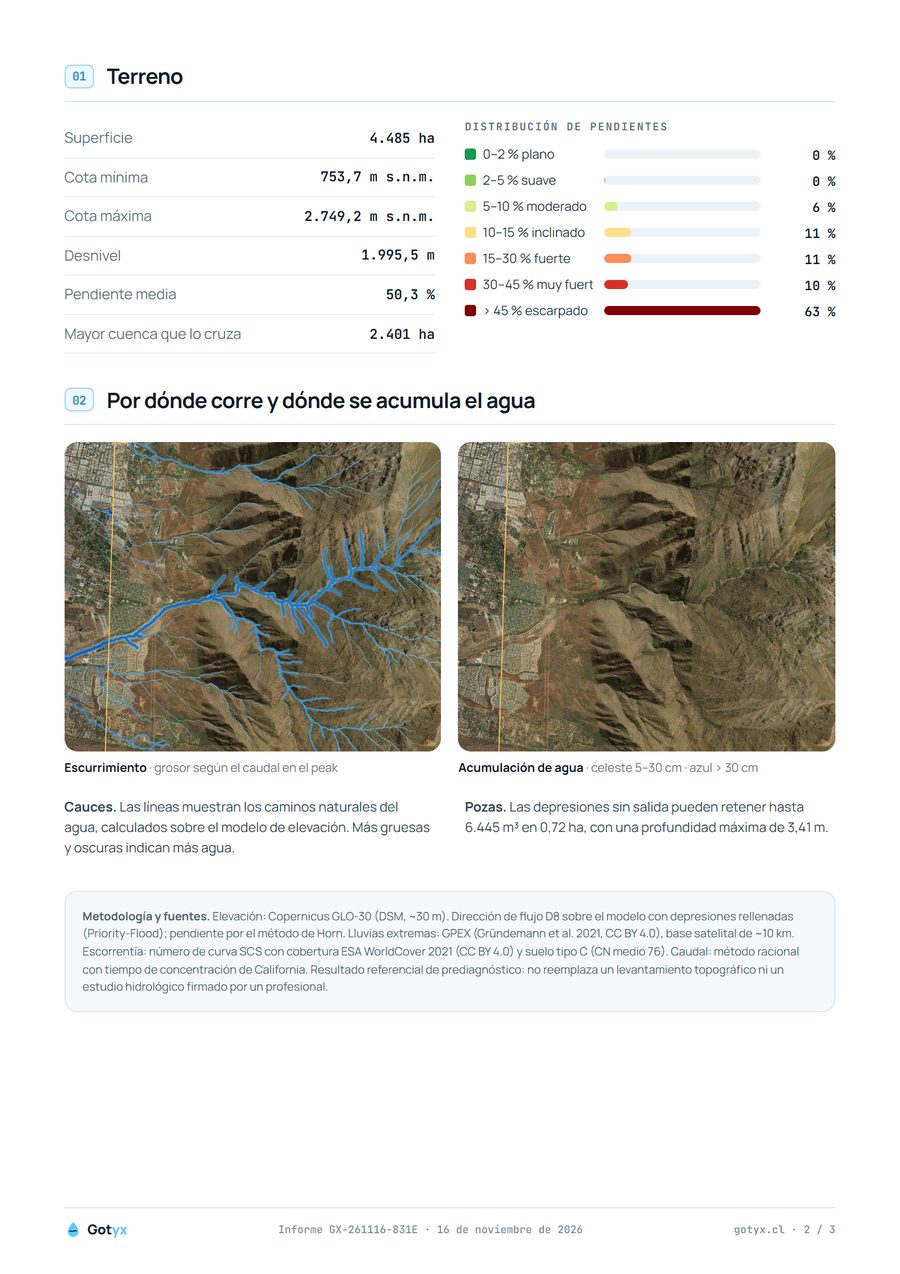 01 Terreno
Superficie 4.485 ha
Cota mínima 753,7 m s.n.m.
Cota máxima 2.749,2 m s.n.m.
Desnivel 1.995,5 m
Pendiente media 50,3 %
Mayor cuenca que lo cruza 2.401 ha
DISTRIBUCIÓN DE PENDIENTES
0–2 % plano 0 %
2–5 % suave 0 %
5–10 % moderado 6 %
10–15 % inclinado 11 %
15–30 % fuerte 11 %
30–45 % muy fuert 10 %
> 45 % escarpado 63 %
02 Por dónde corre y dónde se acumula el agua
Escurrimiento · grosor según el caudal en el peak
Acumulación de agua · celeste 5–30 cm · azul > 30 cm
Cauces. Las líneas muestran los caminos naturales del
agua, calculados sobre el modelo de elevación. Más gruesas
y oscuras indican más agua.
Pozas. Las depresiones sin salida pueden retener hasta
6.445 m³ en 0,72 ha, con una profundidad máxima de 3,41 m.
Metodología y fuentes. Elevación: Copernicus GLO-30 (DSM, ~30 m). Dirección de flujo D8 sobre el modelo con depresiones rellenadas
(Priority-Flood); pendiente por el método de Horn. Lluvias extremas: GPEX (Gründemann et al. 2021, CC BY 4.0), base satelital de ~10 km.
Escorrentía: número de curva SCS con cobertura ESA WorldCover 2021 (CC BY 4.0) y suelo tipo C (CN medio 76). Caudal: método racional
con tiempo de concentración de California. Resultado referencial de prediagnóstico: no reemplaza un levantamiento topográfico ni un
estudio hidrológico firmado por un profesional.
Gotyx
Informe GX-261116-831E · 16 de noviembre de 2026
gotyx.cl · 2 / 3